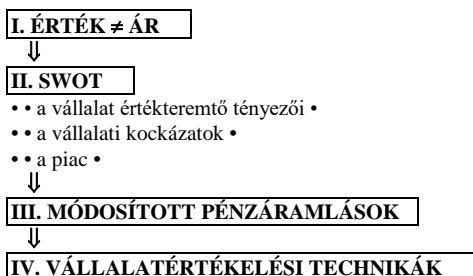 I. ÉRTÉK ≠ ÁR
⇓
II. SWOT
• • a vállalat értékteremtő tényezői •
• • a vállalati kockázatok •
• • a piac •
⇓
III. MÓDOSÍTOTT PÉNZÁRAMLÁSOK
⇓
IV. VÁLLALATÉRTÉKELÉSI TECHNIKÁK